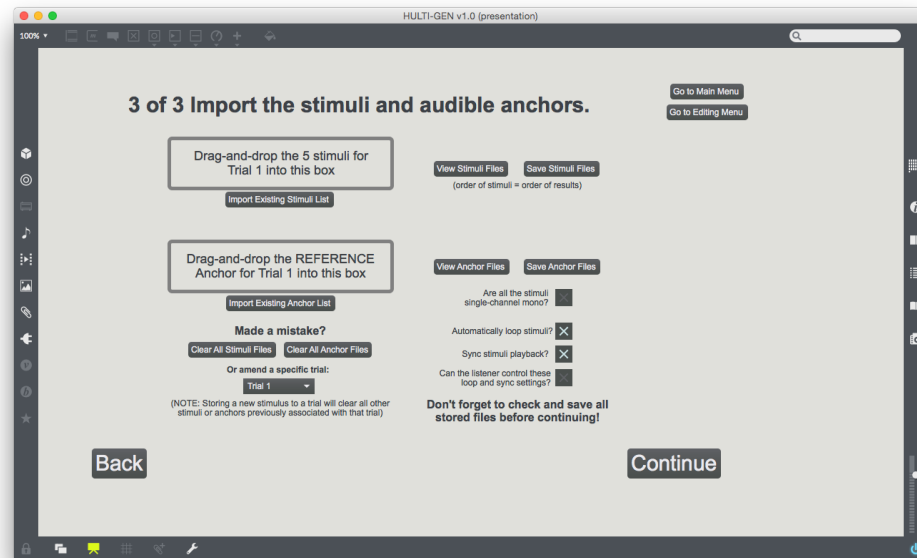 HULTI-GEN v1.0 (presentation)
100%
3 of 3 Import the stimuli and audible anchors.
Go to Main Menu
Go to Editing Menu
Drag-and-drop the 5 stimuli for
Trial 1 into this box
Import Existing Stimuli List
View Stimuli Files
Save Stimuli Files
(order of stimuli = order of results)
Drag-and-drop the REFERENCE
Anchor for Trial 1 into this box
Import Existing Anchor List
View Anchor Files
Save Anchor Files
Are all the stimuli
single-channel mono?
Made a mistake?
Clear All Stimuli Files
Clear All Anchor Files
Or amend a specific trial:
Trial 1
(NOTE: Storing a new stimulus to a trial will clear all other
stimuli or anchors previously associated with that trial)
Automatically loop stimuli?
Sync stimuli playback?
Can the listener control these
loop and sync settings?
Don't forget to check and save all
stored files before continuing!
Back
Continue